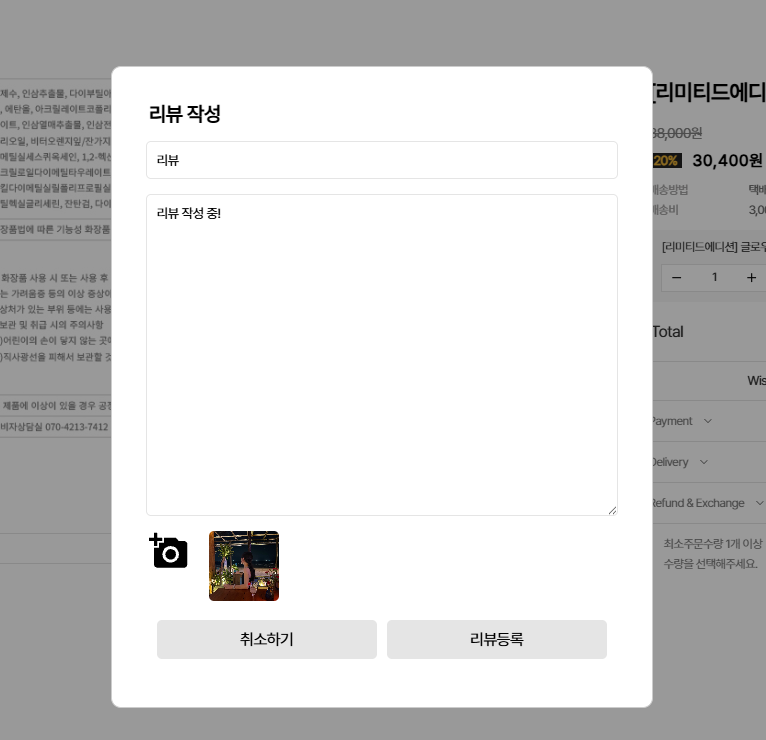 제수, 인삼추출물, 다이부틸아
, 에탄올, 아크릴레이트코폴리
이트, 인삼열매추출물, 인삼전
리오일, 비터오렌지잎/잔가지
메틸실세스퀴옥세인, 1,2-헥산
크릴로일다이메틸타우레이트
킬다이메틸실릴폴리프로필실
틸헥실글리세린, 잔탄검, 다이
장품법에 따른 기능성 화장품
화장품 사용 시 또는 사용 후
는 가려움증 등의 이상 증상이
상처가 있는 부위 등에는 사용
보관 및 취급 시의 주의사항
)어린이의 손이 닿지 않는 곳에
)직사광선을 피해서 보관할 것
제품에 이상이 있을 경우 공정
비자상담실 070-4213-7412
리뷰 작성
리뷰
리뷰 작성 중!
취소하기
리뷰등록
[리미티드에디
38,000원
20% 30,400원
배송방법 택배
배송비 3,00
[리미티드에디션] 글로우
− 1 +
Total
Wis
Payment
Delivery
Refund & Exchange
최소주문수량 1개 이상
수량을 선택해주세요.